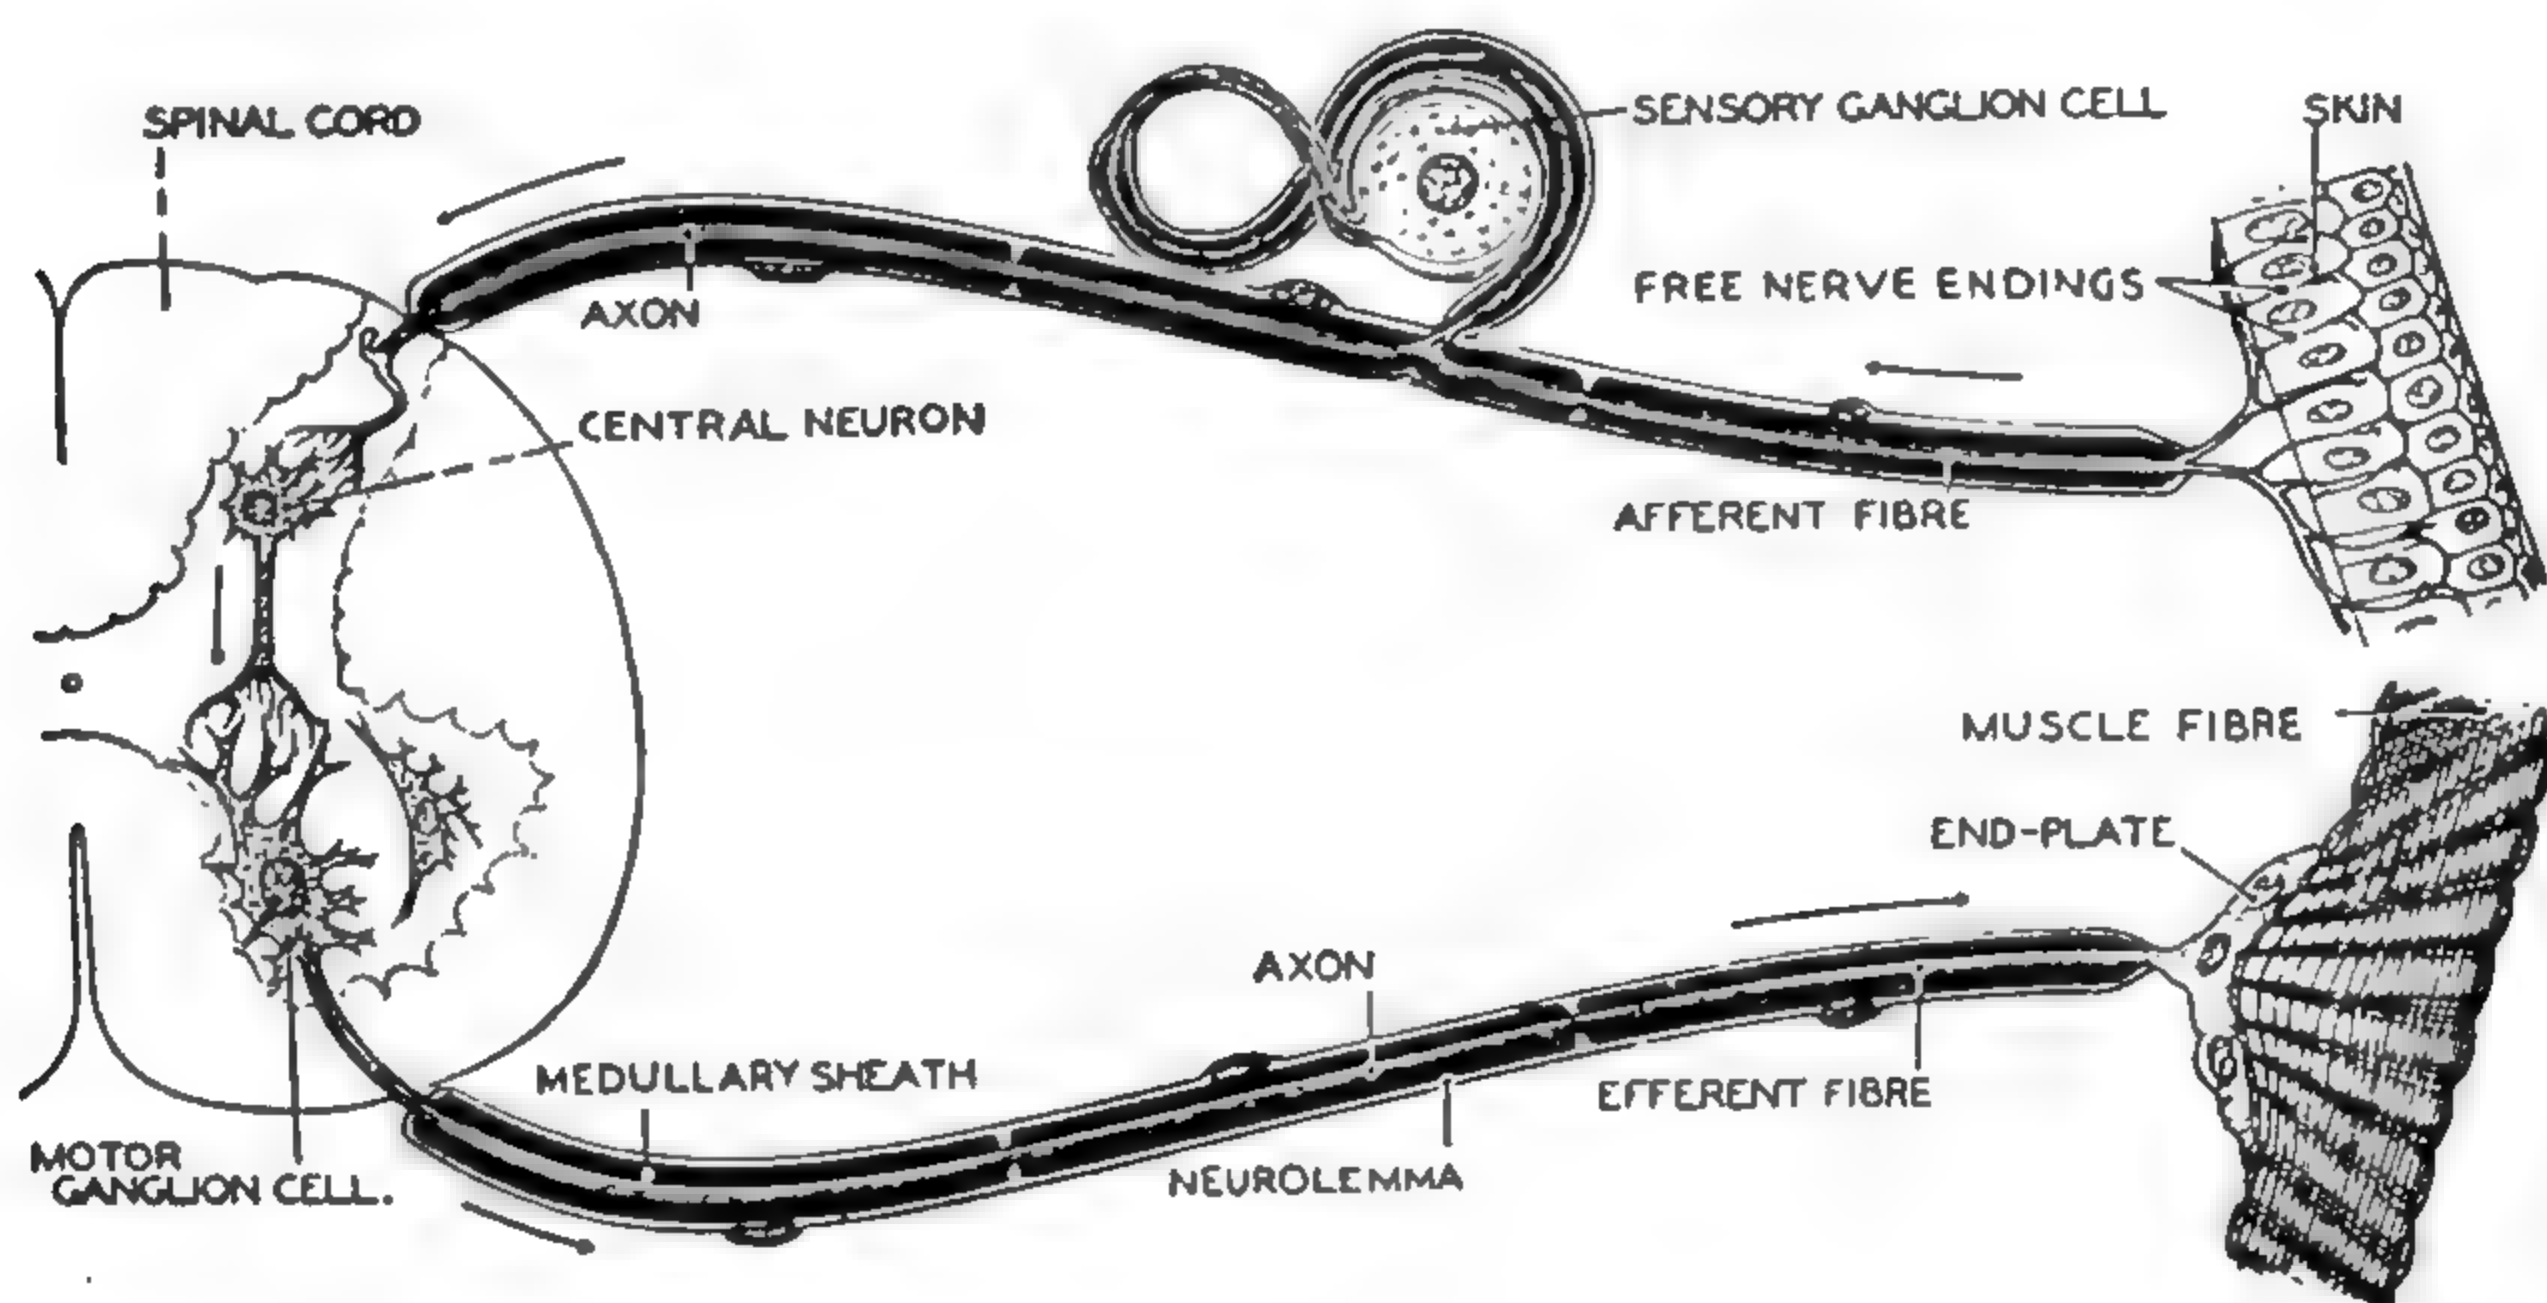 SPINAL CORD
SENSORY GANGLION CELL
SKIN
FREE NERVE ENDINGS
AXON
CENTRAL NEURON
AFFERENT FIBRE
MUSCLE FIBRE
END-PLATE
AXON
MEDULLARY SHEATH
EFFERENT FIBRE
NEUROLEMMA
MOTOR
GANGLION CELL.